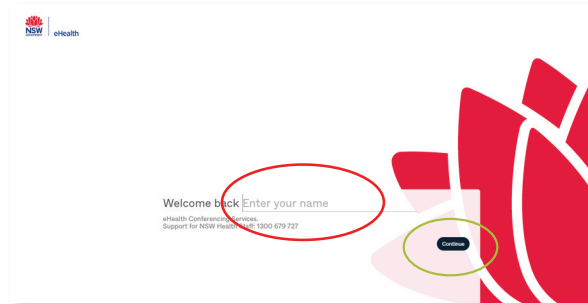 NSW
eHealth
Welcome back Enter your name
eHealth Conferencing Services.
Support for NSW Health Staff: 1300 679 727
Continue